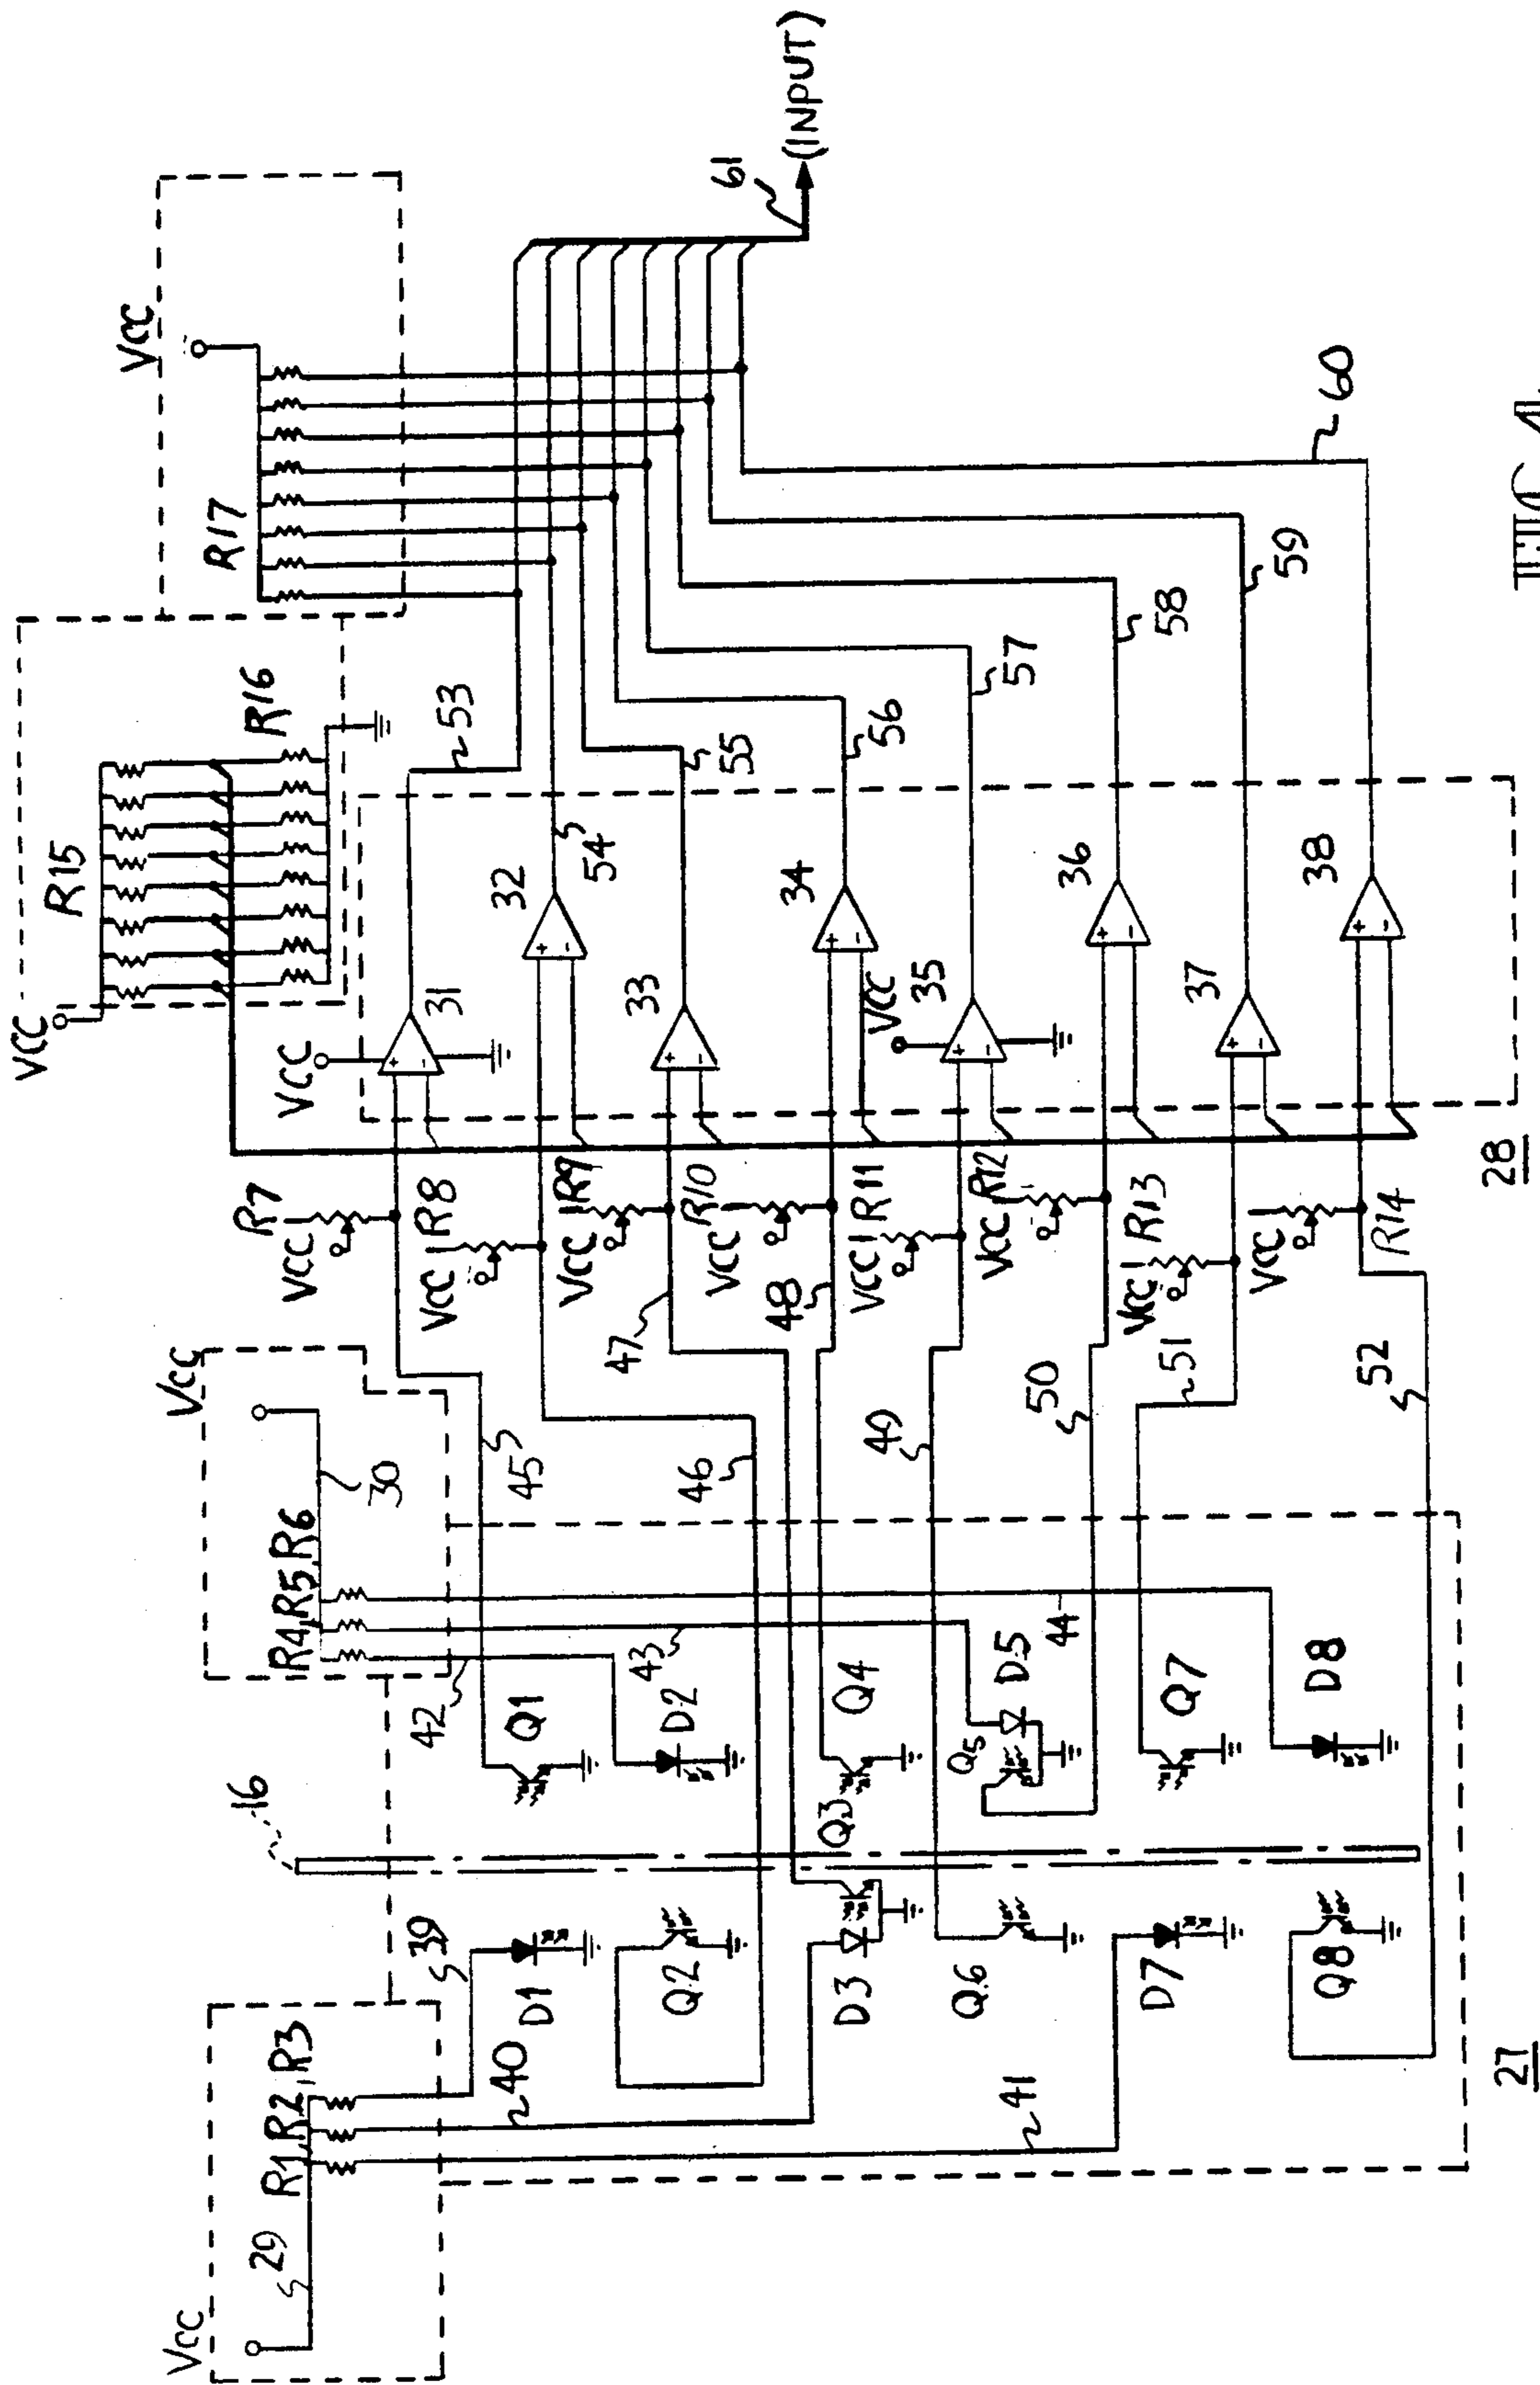 VCC
R15
R16
VCC
R17
VCC
31
53
32
54
33
55
34
56
VCC
35
57
36
58
37
59
38
60
61
(INPUT)
R7
VCC
R8
VCC
R9
VCC
R10
VCC
R11
VCC
R12
VCC
R13
VCC
VCC
R14
28
Vcc
30
R4,R5,R6
45
46
47
48
49
50
51
52
42
43
44
Q1
D2
Q4
Q3
Q5
D5
Q7
D8
16
Vcc
29
R1,R2,R3
39
40
41
D1
Q2
D3
Q6
D7
Q8
27